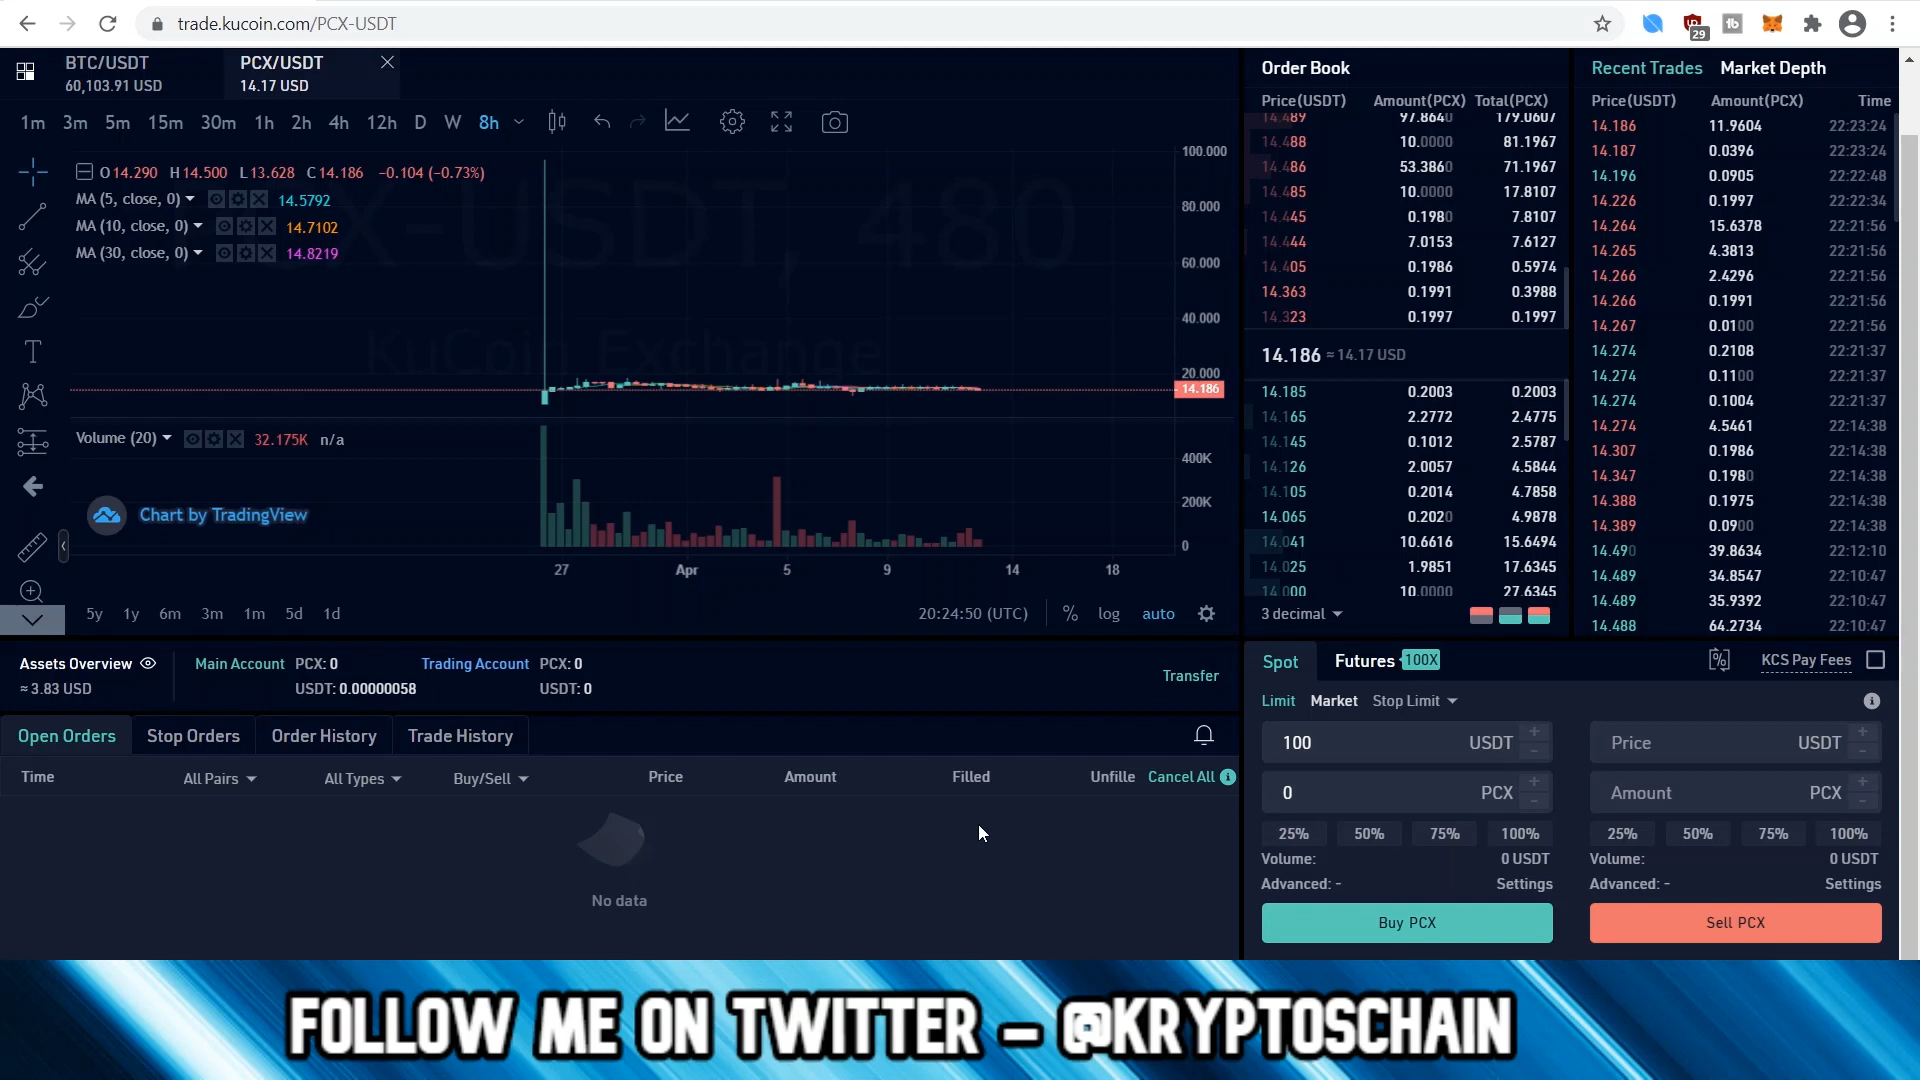 trade.kucoin.com/PCX-USDT
29
BTC/USDT
60,103.91 USD
PCX/USDT
14.17 USD
1m 3m 5m 15m 30m 1h 2h 4h 12h D W 8h
O14.290 H14.500 L13.628 C14.186 -0.104 (-0.73%)
MA (5, close, 0) 14.5792
MA (10, close, 0) 14.7102
MA (30, close, 0) 14.8219
PCX-USDT, 480
KuCoin Exchange
100.000
80.000
60.000
40.000
20.000
14.186
Volume (20) 32.175K n/a
400K
200K
0
Chart by TradingView
27 Apr 5 9 14 18
5y 1y 6m 3m 1m 5d 1d 20:24:50 (UTC) % log auto
Order Book
Price(USDT) Amount(PCX) Total(PCX)
14.489 97.8640 179.0607
14.488 10.0000 81.1967
14.486 53.3860 71.1967
14.485 10.0000 17.8107
14.445 0.1980 7.8107
14.444 7.0153 7.6127
14.405 0.1986 0.5974
14.363 0.1991 0.3988
14.323 0.1997 0.1997
14.186 ≈ 14.17 USD
14.185 0.2003 0.2003
14.165 2.2772 2.4775
14.145 0.1012 2.5787
14.126 2.0057 4.5844
14.105 0.2014 4.7858
14.065 0.2020 4.9878
14.041 10.6616 15.6494
14.025 1.9851 17.6345
14.000 10.0000 27.6345
3 decimal
Recent Trades Market Depth
Price(USDT) Amount(PCX) Time
14.186 11.9604 22:23:24
14.187 0.0396 22:23:24
14.196 0.0905 22:22:48
14.226 0.1997 22:22:34
14.264 15.6378 22:21:56
14.265 4.3813 22:21:56
14.266 2.4296 22:21:56
14.266 0.1991 22:21:56
14.267 0.0100 22:21:56
14.274 0.2108 22:21:37
14.274 0.1100 22:21:37
14.274 0.1004 22:21:37
14.274 4.5461 22:14:38
14.307 0.1986 22:14:38
14.347 0.1980 22:14:38
14.388 0.1975 22:14:38
14.389 0.0900 22:14:38
14.490 39.8634 22:12:10
14.489 34.8547 22:10:47
14.489 35.9392 22:10:47
14.488 64.2734 22:10:47
Assets Overview
≈ 3.83 USD
Main Account PCX: 0
USDT: 0.00000058
Trading Account PCX: 0
USDT: 0
Transfer
Open Orders Stop Orders Order History Trade History
Time All Pairs All Types Buy/Sell Price Amount Filled Unfille Cancel All
No data
Spot Futures 100X KCS Pay Fees
Limit Market Stop Limit
100 USDT
0 PCX
25% 50% 75% 100%
Volume: 0 USDT
Advanced: - Settings
Buy PCX
Price USDT
Amount PCX
25% 50% 75% 100%
Volume: 0 USDT
Advanced: - Settings
Sell PCX
FOLLOW ME ON TWITTER – @KRYPTOSCHAIN